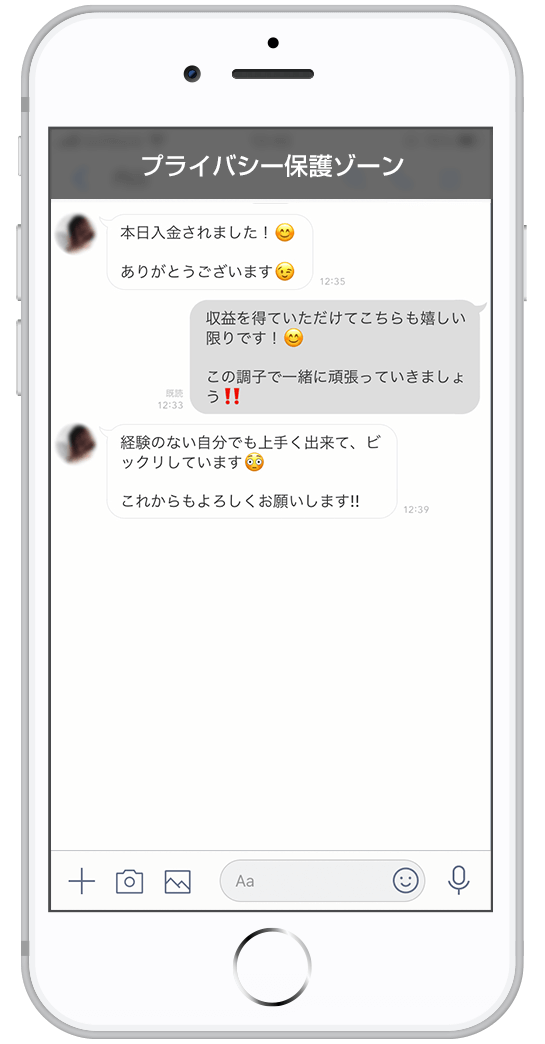 プライバシー保護ゾーン
本日入金されました！😊
ありがとうございます😉
12:35
収益を得ていただけてこちらも嬉しい
限りです！😊
この調子で一緒に頑張っていきましょ
う‼️
既読
12:33
経験のない自分でも上手く出来て、ビ
ックリしています😳
これからもよろしくお願いします!!
12:39
Aa